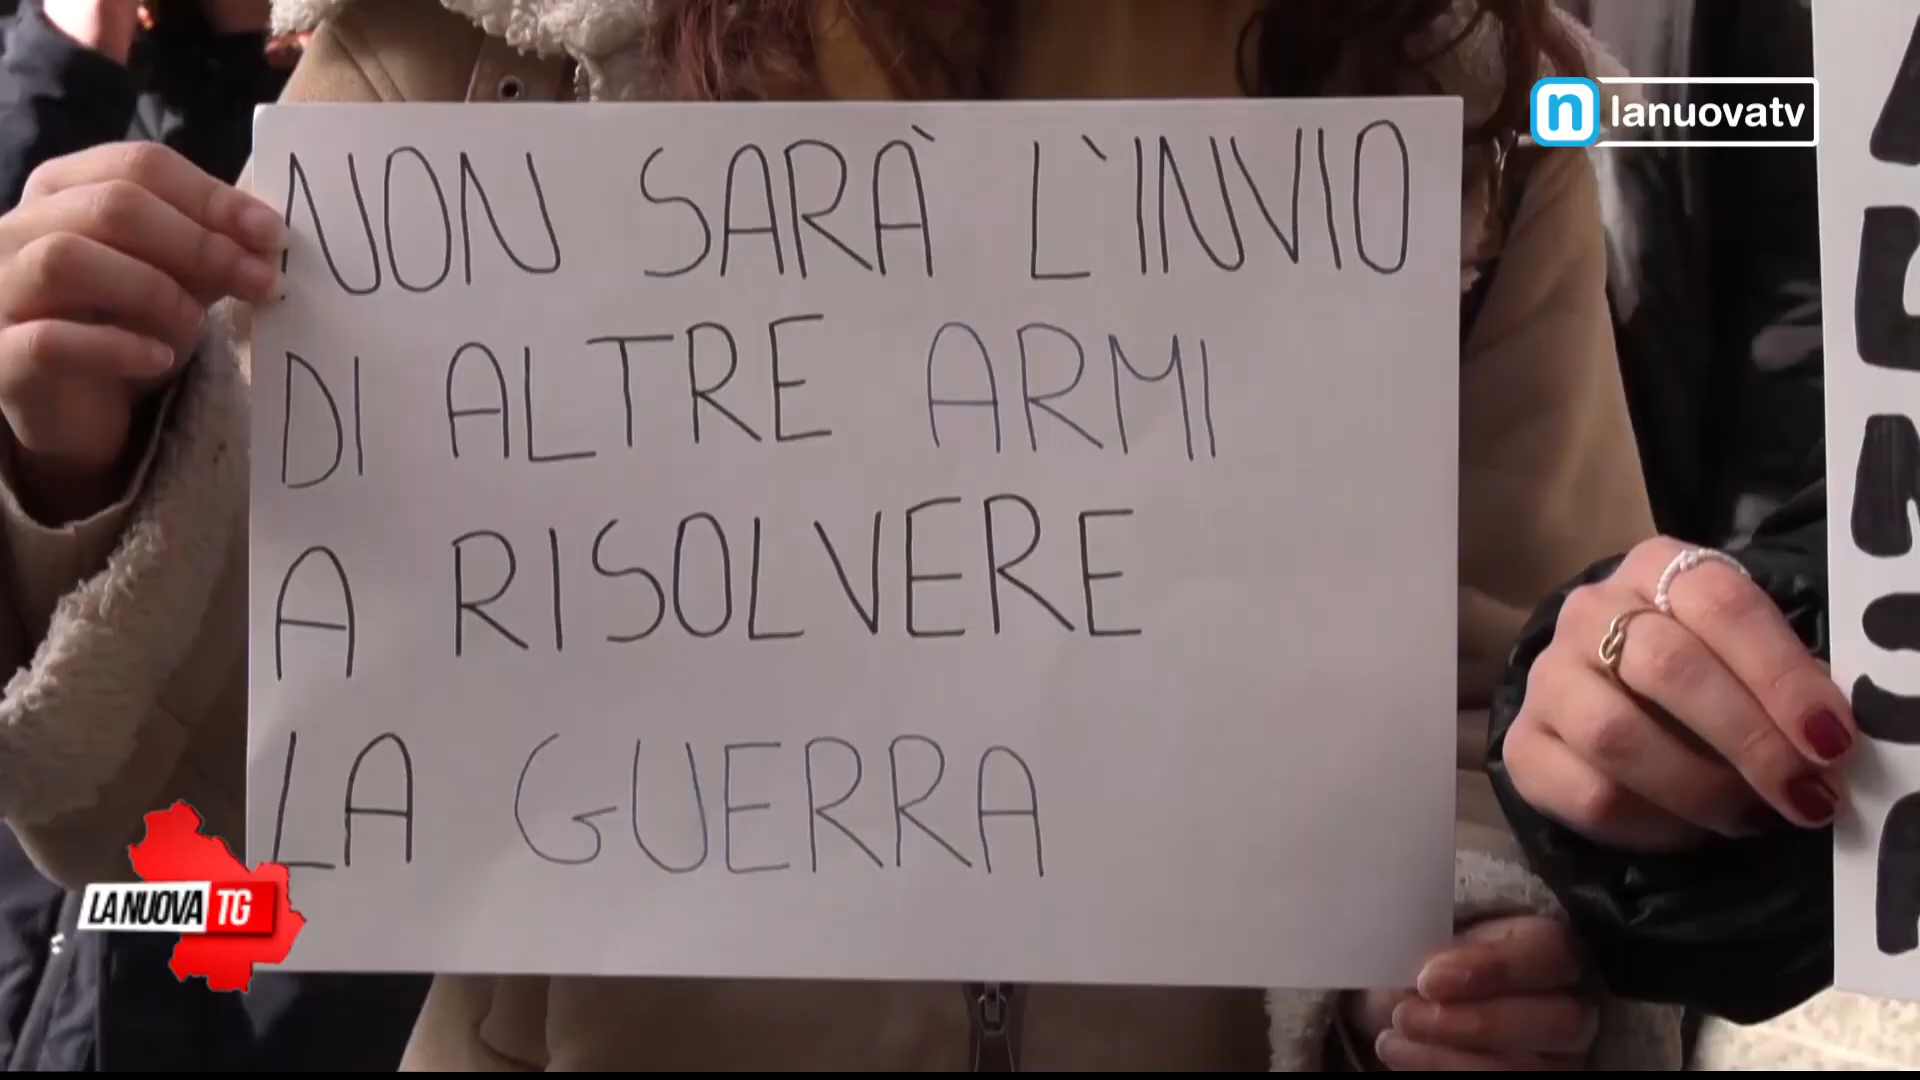 lanuovatv
NON SARÀ L'INVIO
DI ALTRE ARMI
A RISOLVERE
LA GUERRA
LA NUOVA TG